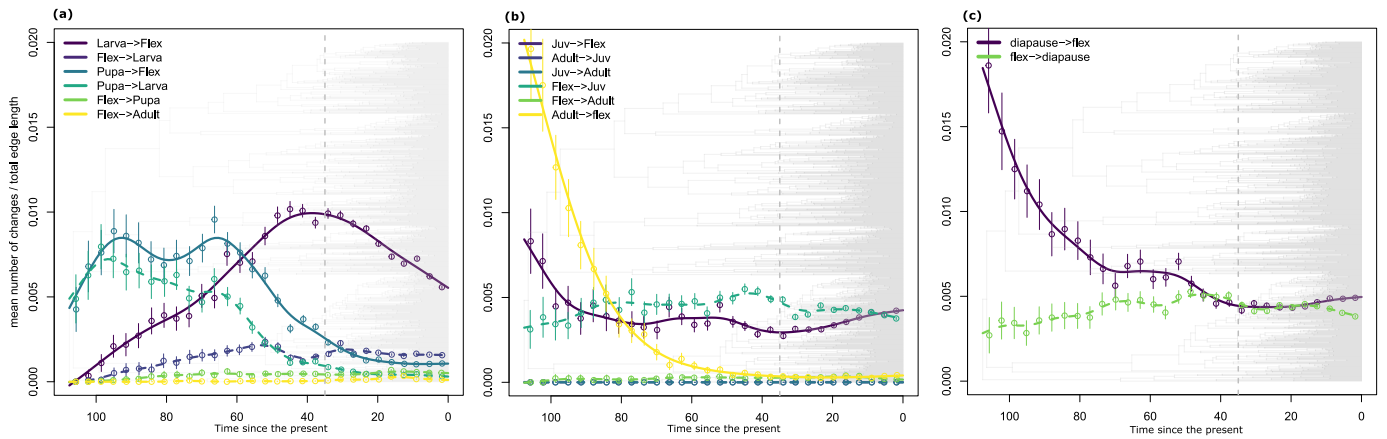 (a)
mean number of changes / total edge length
0.020
0.015
0.010
0.005
0.000
Larva->Flex
Flex->Larva
Pupa->Flex
Pupa->Larva
Flex->Pupa
Flex->Adult
100
80
60
40
20
0
Time since the present
(b)
0.020
0.015
0.010
0.005
0.000
Juv->Flex
Adult->Juv
Juv->Adult
Flex->Juv
Flex->Adult
Adult->flex
100
80
60
40
20
0
Time since the present
(c)
0.020
0.015
0.010
0.005
0.000
diapause->flex
flex->diapause
100
80
60
40
20
0
Time since the present